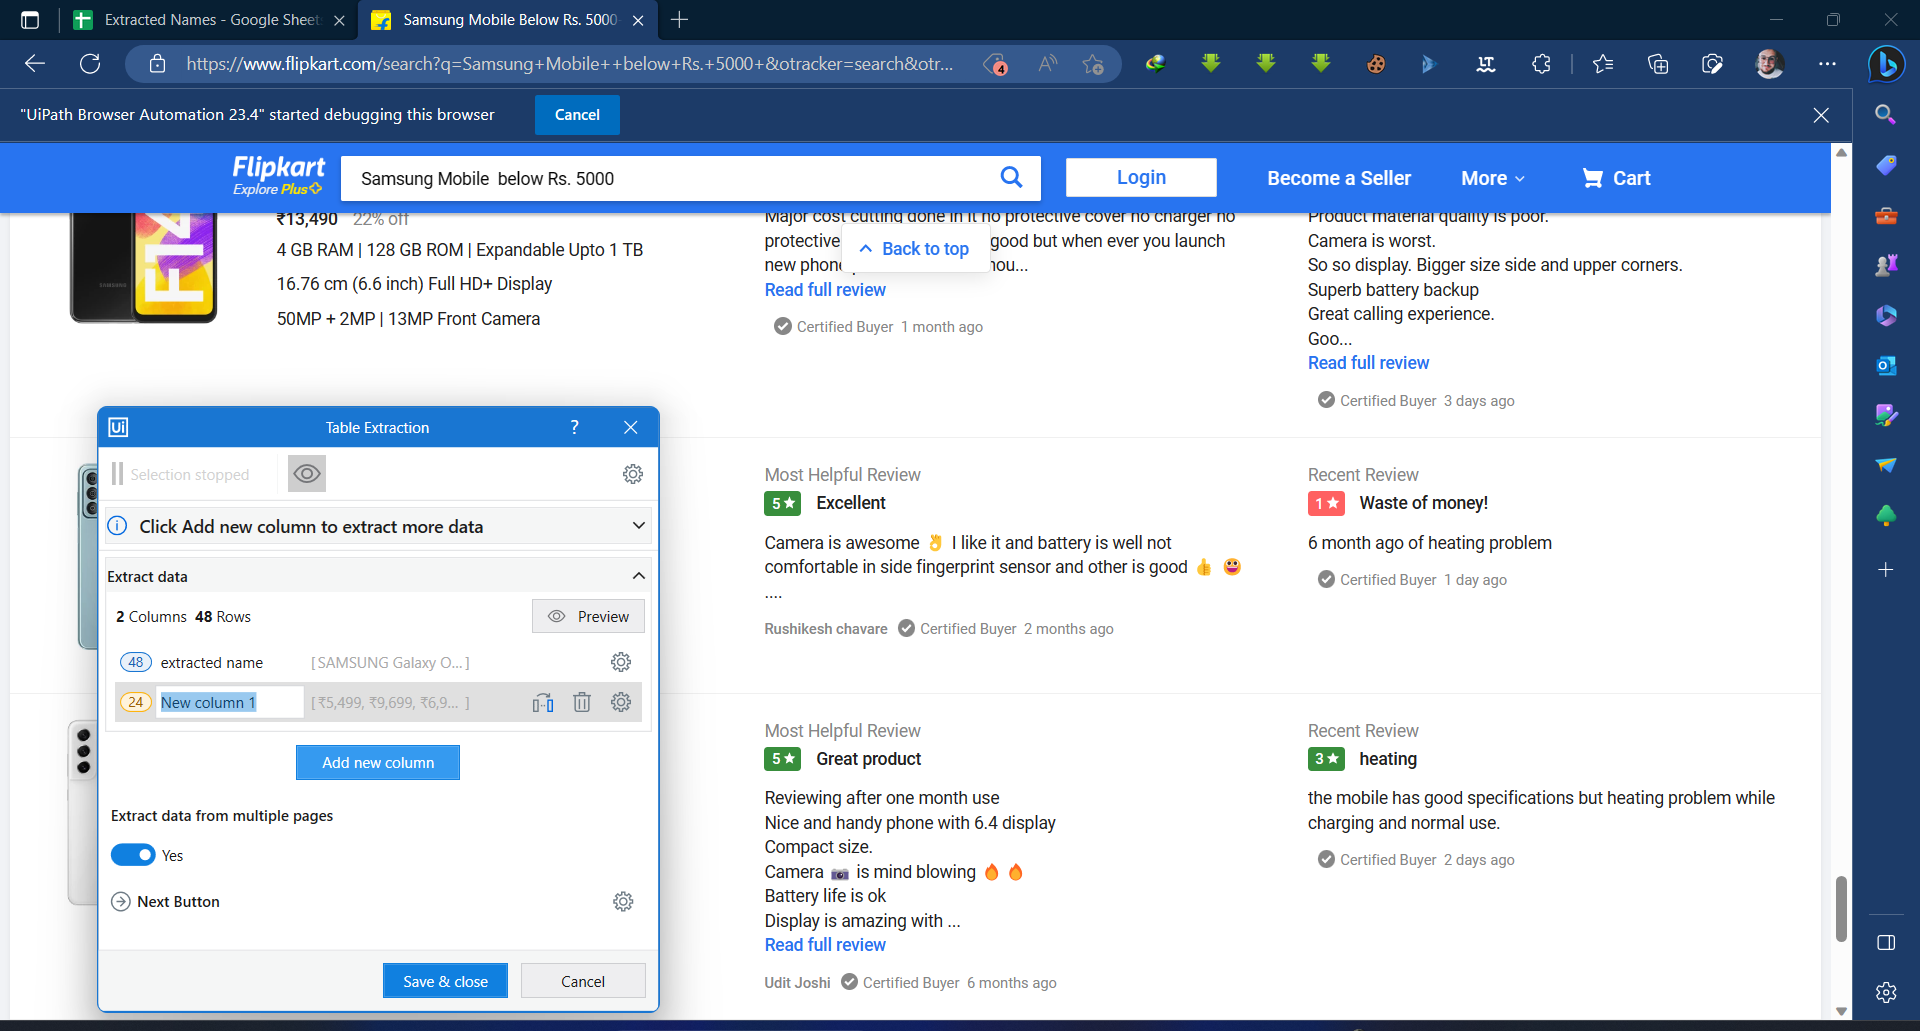 Extracted Names - Google Sheet
Samsung Mobile Below Rs. 5000
https://www.flipkart.com/search?q=Samsung+Mobile++below+Rs.+5000+&otracker=search&otr...
4
"UiPath Browser Automation 23.4" started debugging this browser
Cancel
Flipkart
Explore Plus
Samsung Mobile  below Rs. 5000
Login
Become a Seller
More
Cart
₹13,490 22% off
4 GB RAM | 128 GB ROM | Expandable Upto 1 TB
16.76 cm (6.6 inch) Full HD+ Display
50MP + 2MP | 13MP Front Camera
F14
SAMSUNG
Major cost cutting done in it no protective cover no charger no
protective good but when ever you launch
new phon ou...
Back to top
Read full review
Certified Buyer 1 month ago
Product material quality is poor.
Camera is worst.
So so display. Bigger size side and upper corners.
Superb battery backup
Great calling experience.
Goo...
Read full review
Certified Buyer 3 days ago
Ui
Table Extraction
?
Selection stopped
Click Add new column to extract more data
Extract data
2 Columns 48 Rows
Preview
48 extracted name [SAMSUNG Galaxy O...]
24 New column 1 [₹5,499, ₹9,699, ₹6,9... ]
Add new column
Extract data from multiple pages
Yes
Next Button
Save & close
Cancel
Most Helpful Review
5★ Excellent
Camera is awesome 👌 I like it and battery is well not
comfortable in side fingerprint sensor and other is good 👍 😀
....
Rushikesh chavare Certified Buyer 2 months ago
Recent Review
1★ Waste of money!
6 month ago of heating problem
Certified Buyer 1 day ago
Most Helpful Review
5★ Great product
Reviewing after one month use
Nice and handy phone with 6.4 display
Compact size.
Camera 📷 is mind blowing 🔥 🔥
Battery life is ok
Display is amazing with ...
Read full review
Udit Joshi Certified Buyer 6 months ago
Recent Review
3★ heating
the mobile has good specifications but heating problem while
charging and normal use.
Certified Buyer 2 days ago